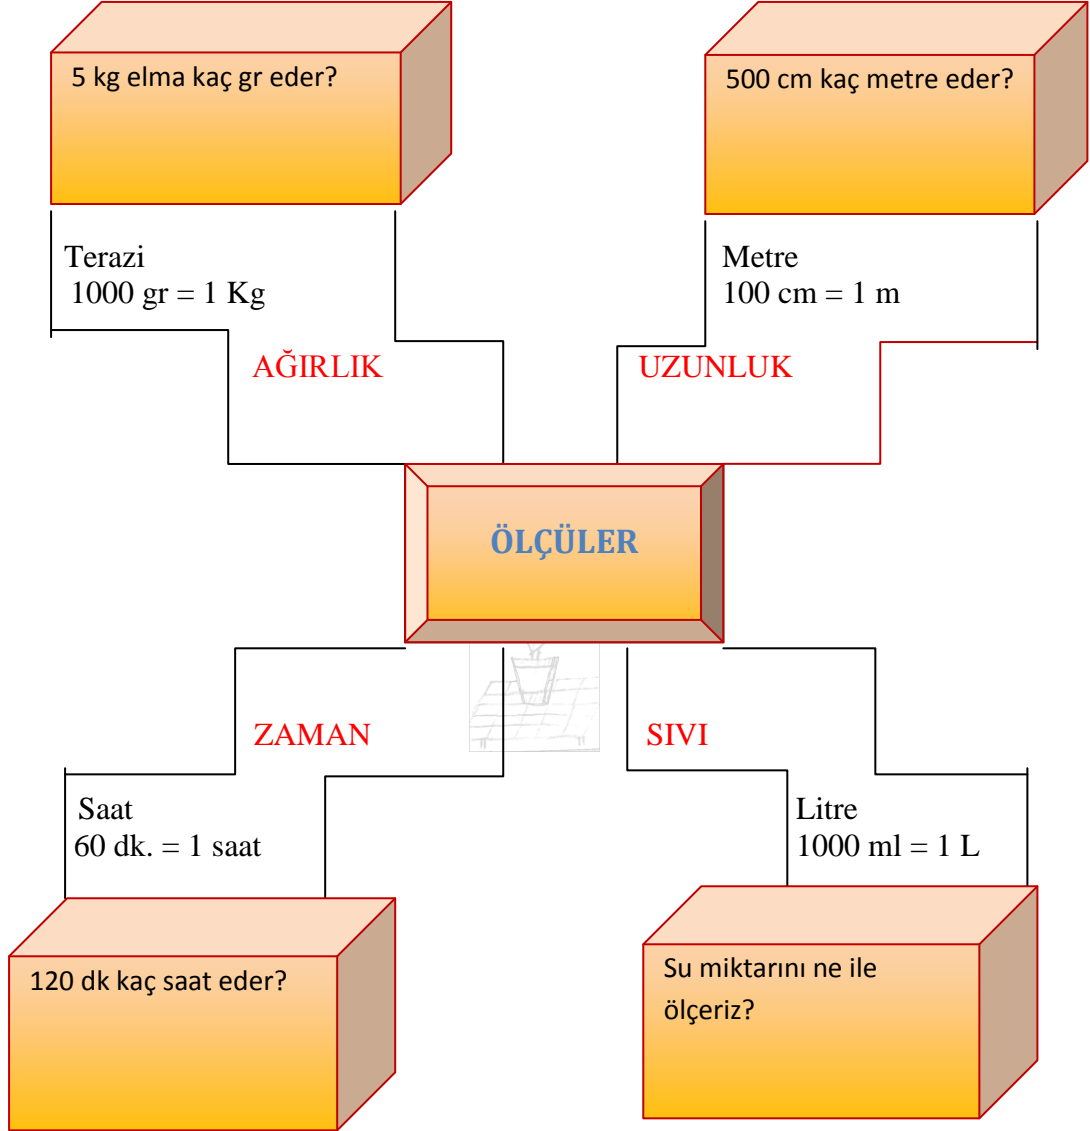 5 kg elma kaç gr eder?
500 cm kaç metre eder?
Terazi
1000 gr = 1 Kg
Metre
100 cm = 1 m
AĞIRLIK
UZUNLUK
ÖLÇÜLER
ZAMAN
SIVI
Saat
60 dk. = 1 saat
Litre
1000 ml = 1 L
120 dk kaç saat eder?
Su miktarını ne ile
ölçeriz?